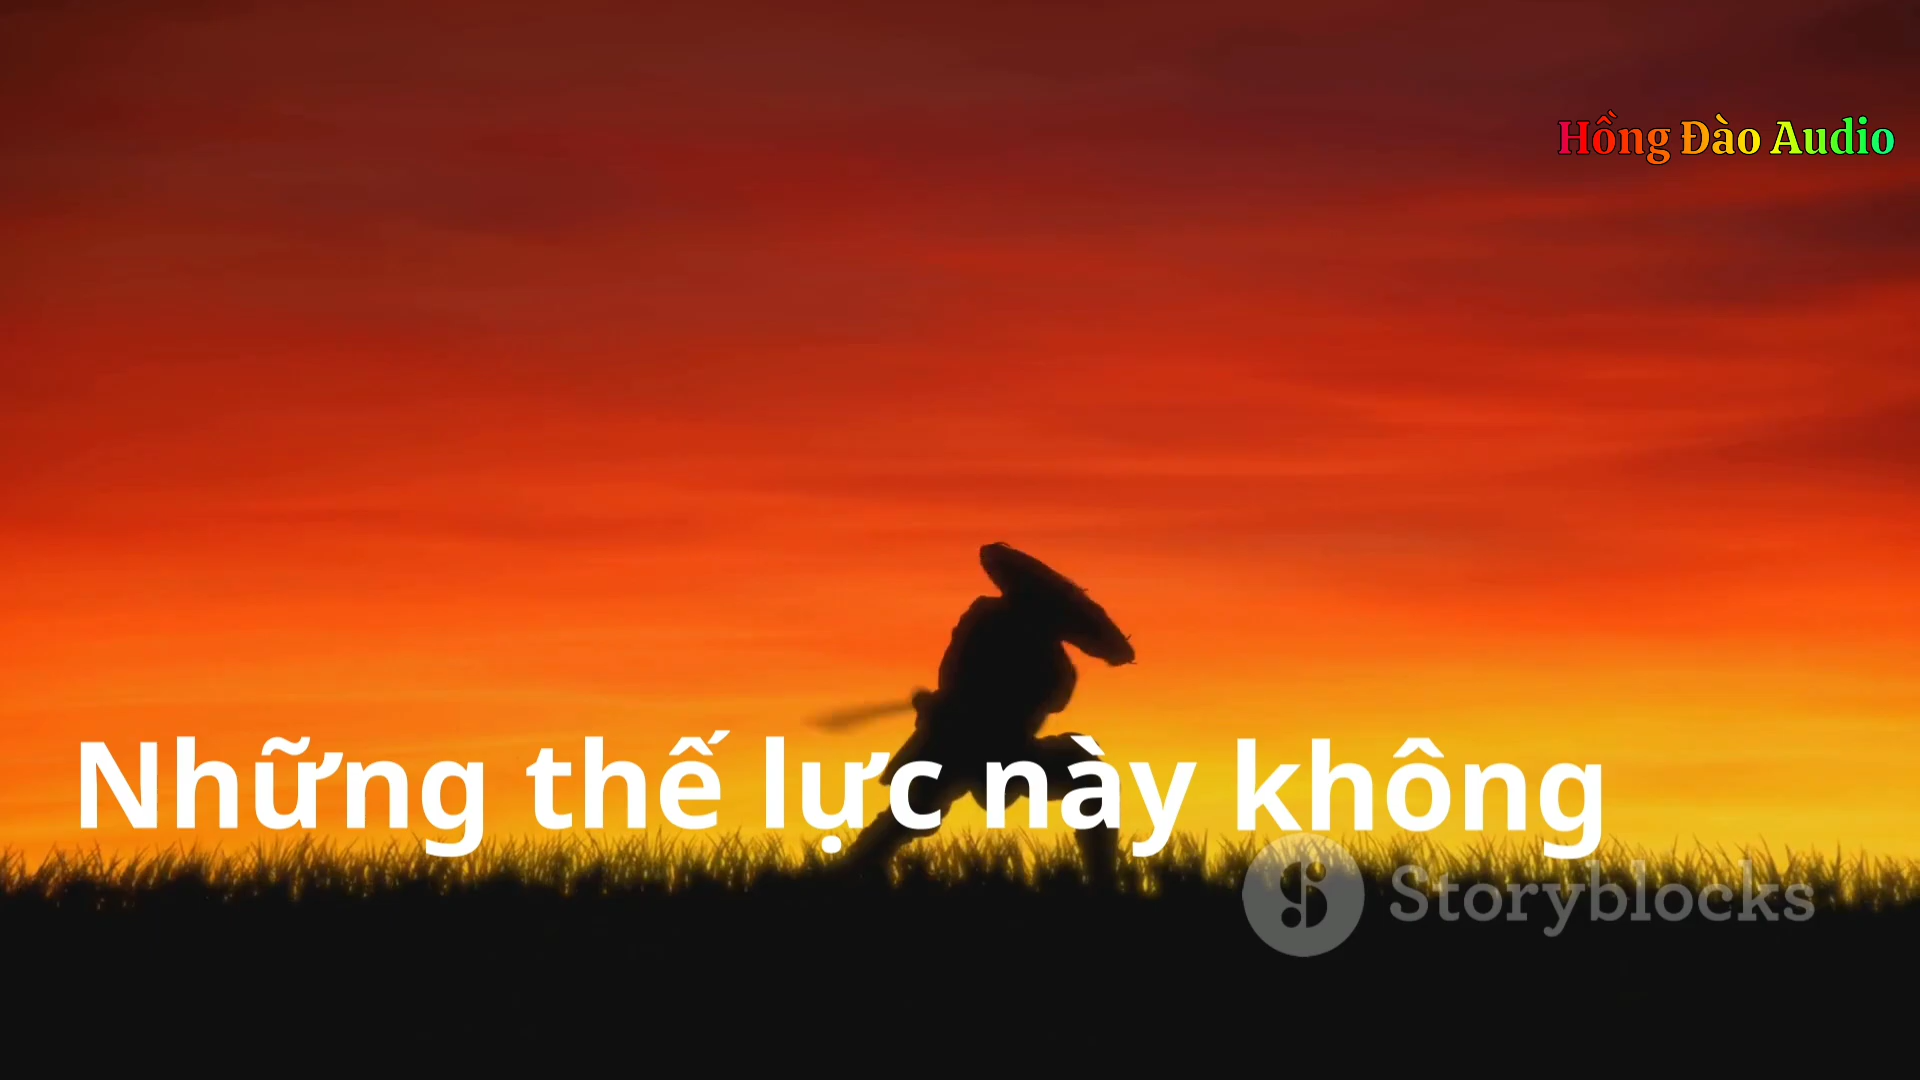 Hồng Đào Audio
Những thế lực này không
Storyblocks